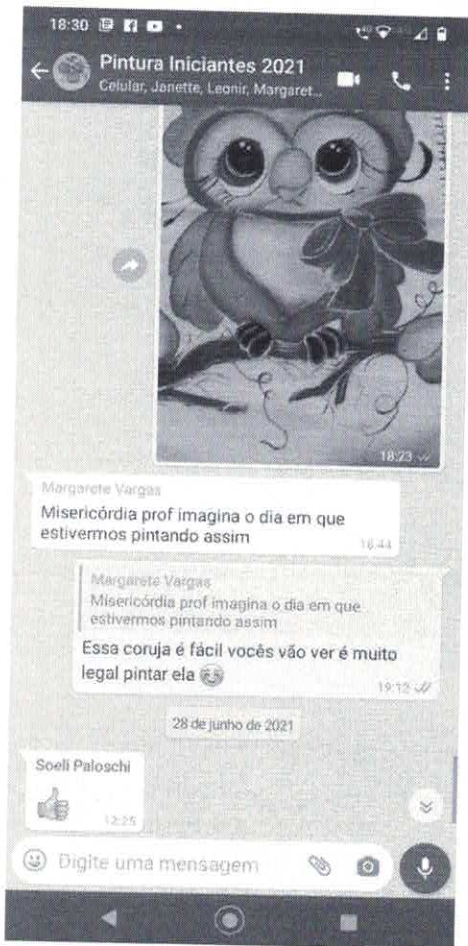 18:30
Pintura Iniciantes 2021
Celular, Janette, Leonir, Margaret...
18:23
Margarete Vargas
Misericórdia prof imagina o dia em que
estivermos pintando assim
18:44
Margarete Vargas
Misericórdia prof imagina o dia em que
estivermos pintando assim
Essa coruja é fácil vocês vão ver é muito
legal pintar ela
19:12
28 de junho de 2021
Soeli Paloschi
12:25
Digite uma mensagem